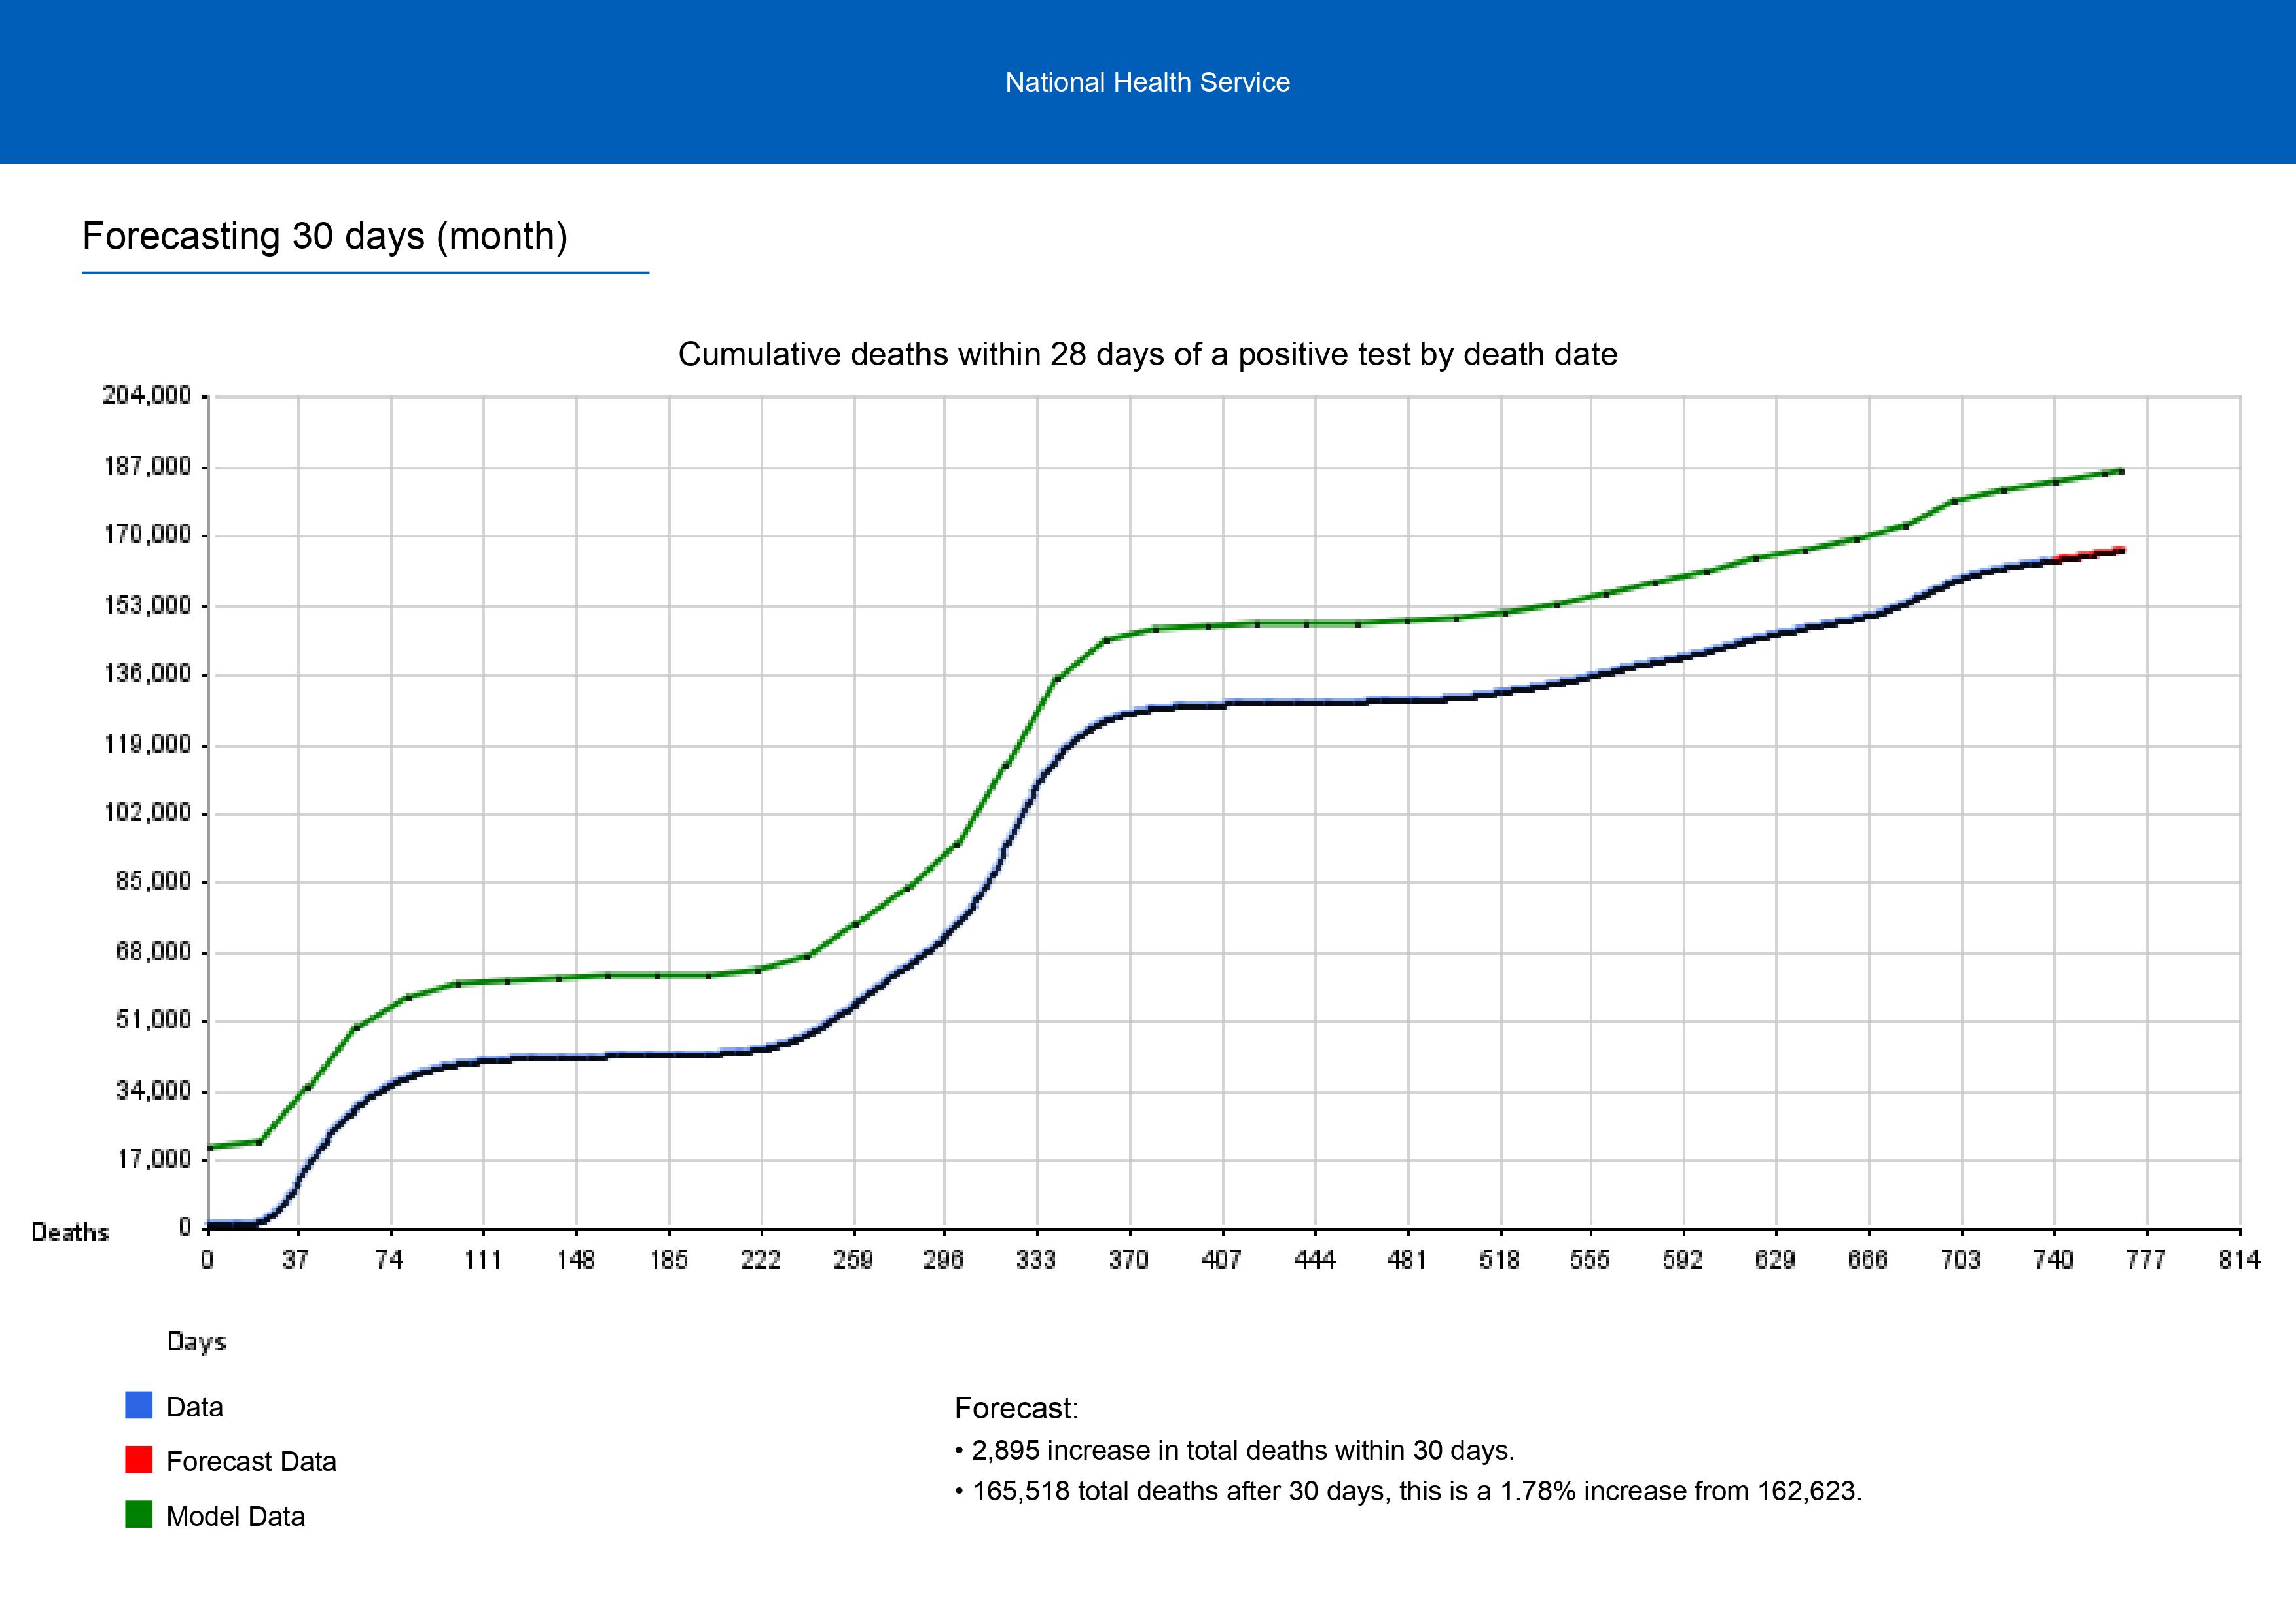 National Health Service
Forecasting 30 days (month)
Cumulative deaths within 28 days of a positive test by death date
204,000
187,000
170,000
153,000
136,000
119,000
102,000
85,000
68,000
51,000
34,000
17,000
0
Deaths
0 37 74 111 148 185 222 259 296 333 370 407 444 481 518 555 592 629 666 703 740 777 814
Days
Data
Forecast Data
Model Data
Forecast:
• 2,895 increase in total deaths within 30 days.
• 165,518 total deaths after 30 days, this is a 1.78% increase from 162,623.